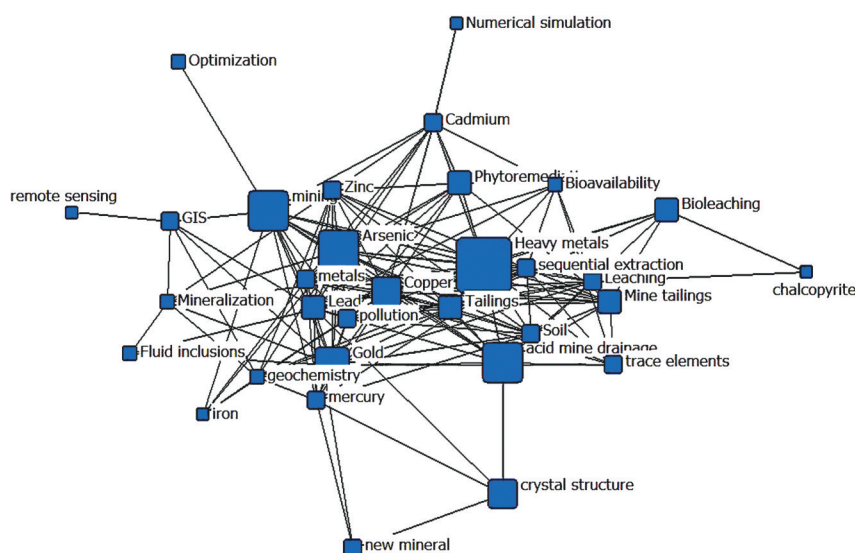 Numerical simulation
Optimization
Cadmium
Phytoremedi
Bioavailability
Zinc
mining
remote sensing
GIS
Bioleaching
Arsenic
Heavy metals
sequential extraction
metals
Copper
Leaching
chalcopyrite
Mineralization
Lead
Tailings
Mine tailings
pollution
Soil
Fluid inclusions
Gold
acid mine drainage
trace elements
geochemistry
mercury
iron
crystal structure
new mineral